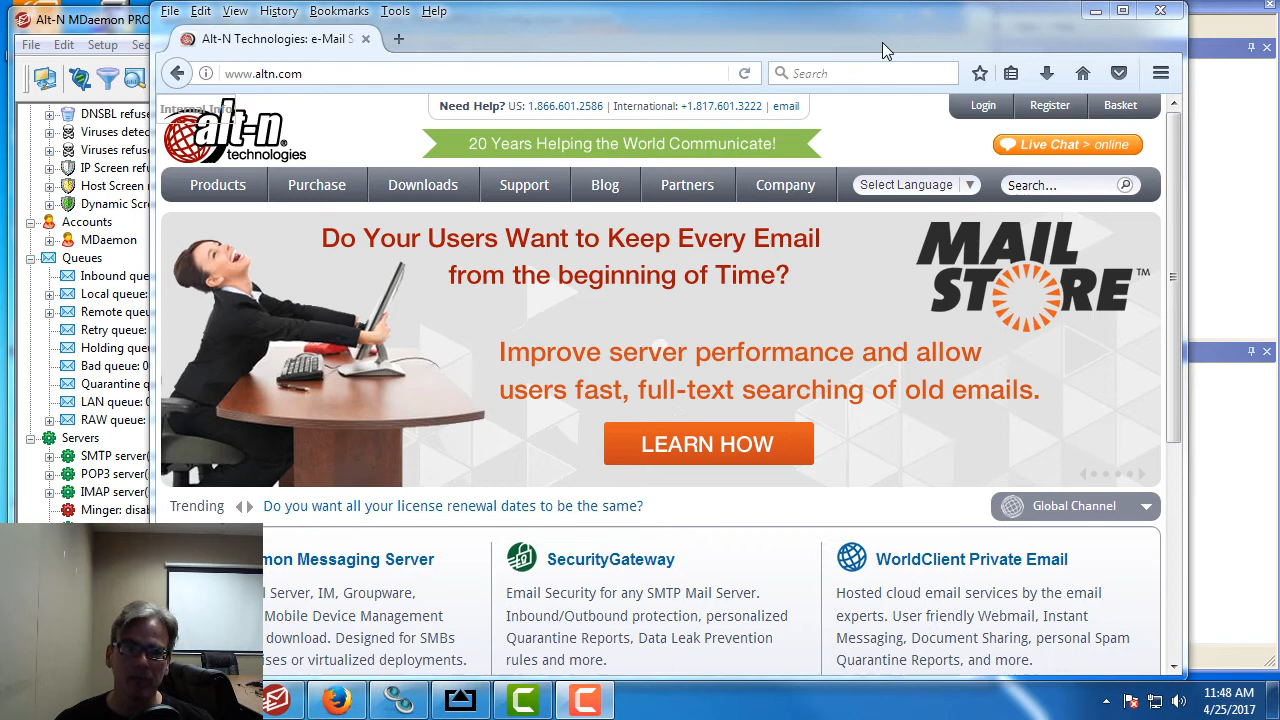 Alt-N MDaemon PRO
File Edit Setup Sec
DNSBL refuse
Viruses detec
Viruses refuse
IP Screen refu
Host Screen r
Dynamic Scre
Accounts
MDaemon
Queues
Inbound que
Local queue:
Remote queue
Retry queue:
Holding queue
Bad queue: 0
Quarantine q
LAN queue: 0
RAW queue:
Servers
SMTP server(
POP3 server(
IMAP server(
Minger: disab
File Edit View History Bookmarks Tools Help
Alt-N Technologies: e-Mail S
www.altn.com
Search
Internal Info
alt-n technologies
Need Help? US: 1.866.601.2586 | International: +1.817.601.3222 | email
Login Register Basket
20 Years Helping the World Communicate!
Live Chat > online
Products Purchase Downloads Support Blog Partners Company Select Language Search...
Do Your Users Want to Keep Every Email
from the beginning of Time?
MAIL
STORE™
Improve server performance and allow
users fast, full-text searching of old emails.
LEARN HOW
Trending Do you want all your license renewal dates to be the same?
Global Channel
mon Messaging Server
l Server, IM, Groupware,
Mobile Device Management
download. Designed for SMBs
ises or virtualized deployments.
SecurityGateway
Email Security for any SMTP Mail Server.
Inbound/Outbound protection, personalized
Quarantine Reports, Data Leak Prevention
rules and more.
WorldClient Private Email
Hosted cloud email services by the email
experts. User friendly Webmail, Instant
Messaging, Document Sharing, personal Spam
Quarantine Reports, and more.
11:48 AM
4/25/2017